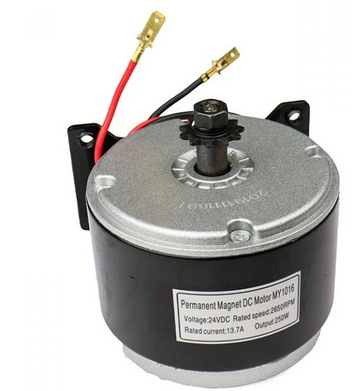 Permanent Magnet DC Motor MY1016
Voltage:24VDC Rated speed:2650RPM
Rated current:13.7A Output:250W